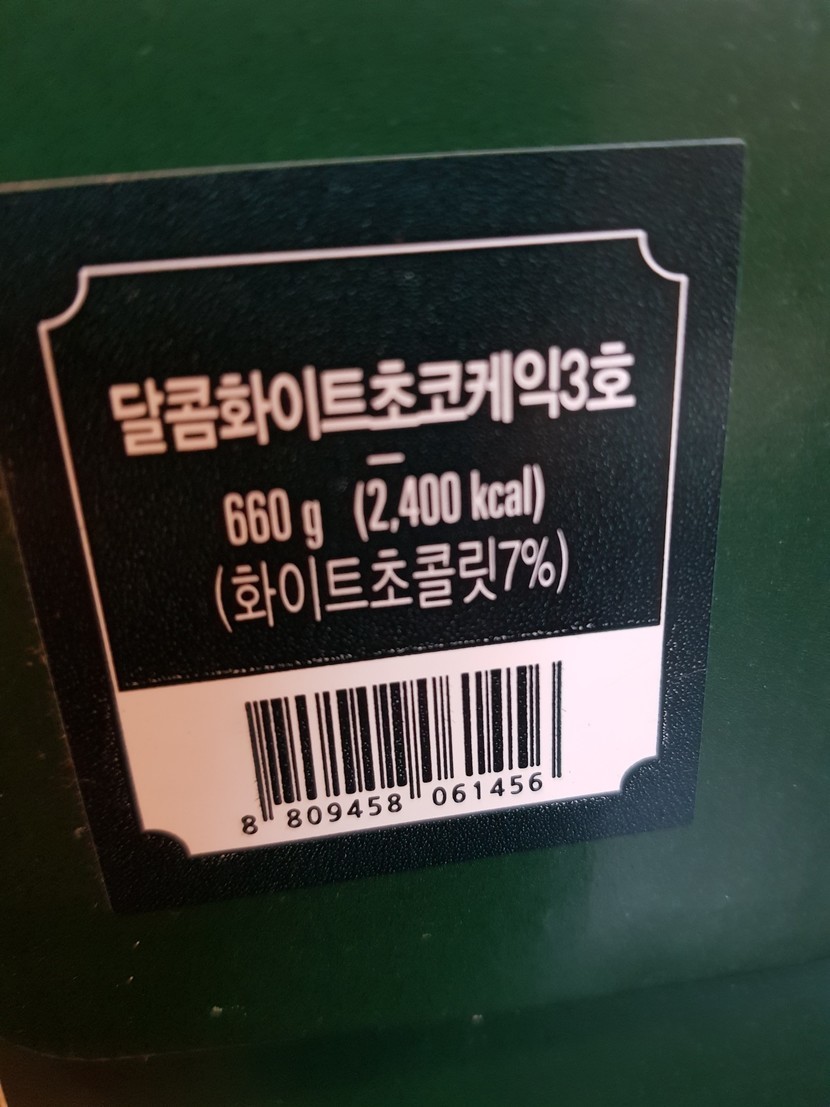 달콤화이트초코케익3호
660 g (2,400 kcal)
(화이트초콜릿7%)
8 809458 061456